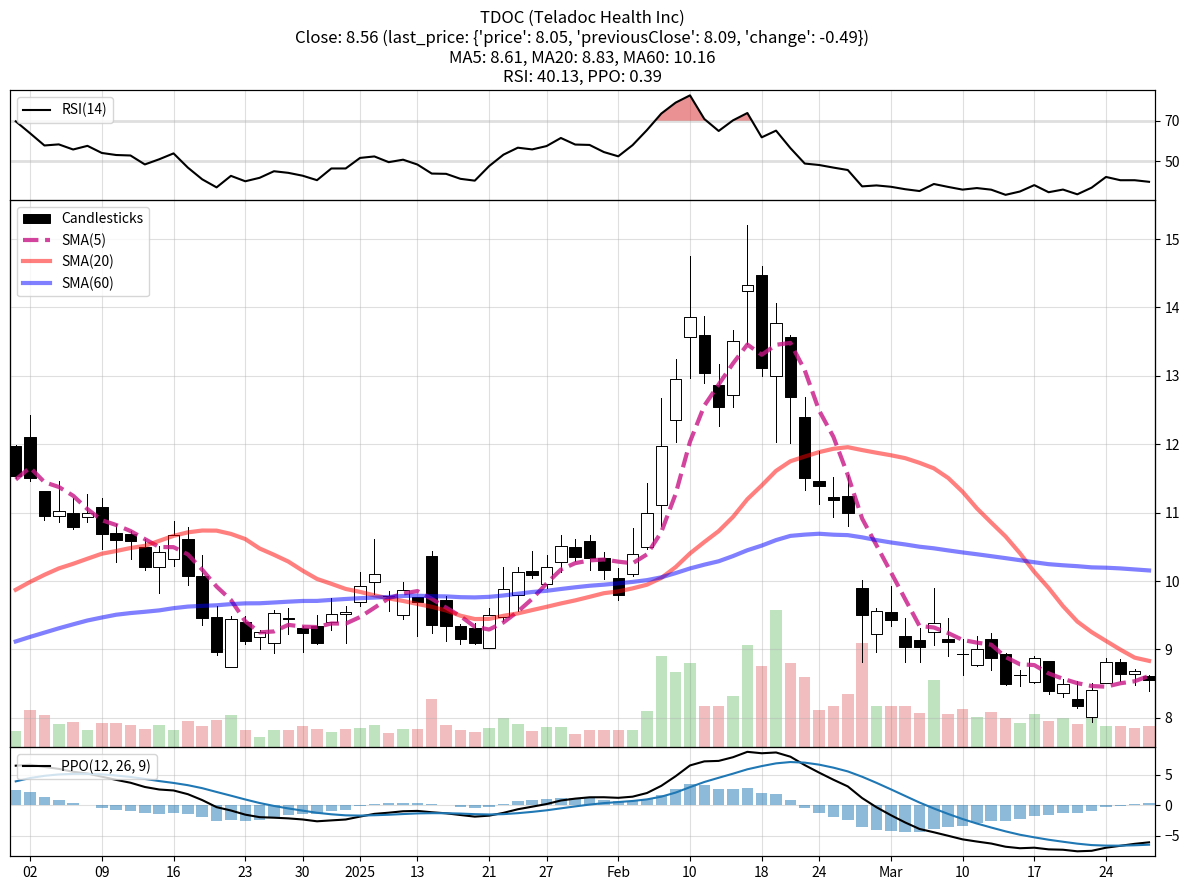 TDOC (Teladoc Health Inc)
Close: 8.56 (last_price: {'price': 8.05, 'previousClose': 8.09, 'change': -0.49})
MA5: 8.61, MA20: 8.83, MA60: 10.16
RSI: 40.13, PPO: 0.39
RSI(14)
70
50
Candlesticks
SMA(5)
SMA(20)
SMA(60)
15
14
13
12
11
10
9
8
PPO(12, 26, 9)
5
0
−5
02 09 16 23 30 2025 13 21 27 Feb 10 18 24 Mar 10 17 24